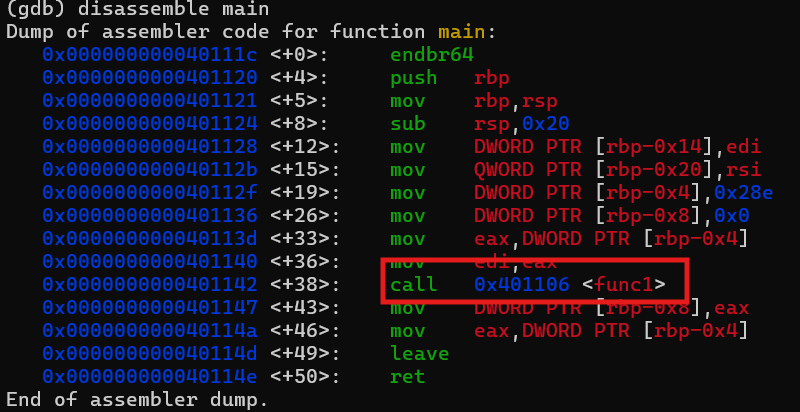 (gdb) disassemble main
Dump of assembler code for function main:
0x000000000040111c <+0>: endbr64
0x0000000000401120 <+4>: push rbp
0x0000000000401121 <+5>: mov rbp,rsp
0x0000000000401124 <+8>: sub rsp,0x20
0x0000000000401128 <+12>: mov DWORD PTR [rbp-0x14],edi
0x000000000040112b <+15>: mov QWORD PTR [rbp-0x20],rsi
0x000000000040112f <+19>: mov DWORD PTR [rbp-0x4],0x28e
0x0000000000401136 <+26>: mov DWORD PTR [rbp-0x8],0x0
0x000000000040113d <+33>: mov eax,DWORD PTR [rbp-0x4]
0x0000000000401140 <+36>: mov edi,eax
0x0000000000401142 <+38>: call 0x401106 <func1>
0x0000000000401147 <+43>: mov DWORD PTR [rbp-0x8],eax
0x000000000040114a <+46>: mov eax,DWORD PTR [rbp-0x4]
0x000000000040114d <+49>: leave
0x000000000040114e <+50>: ret
End of assembler dump.